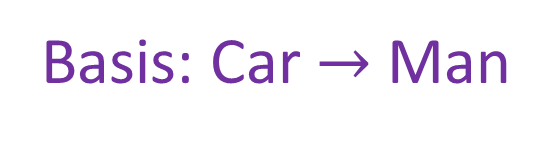 Basis: Car → Man